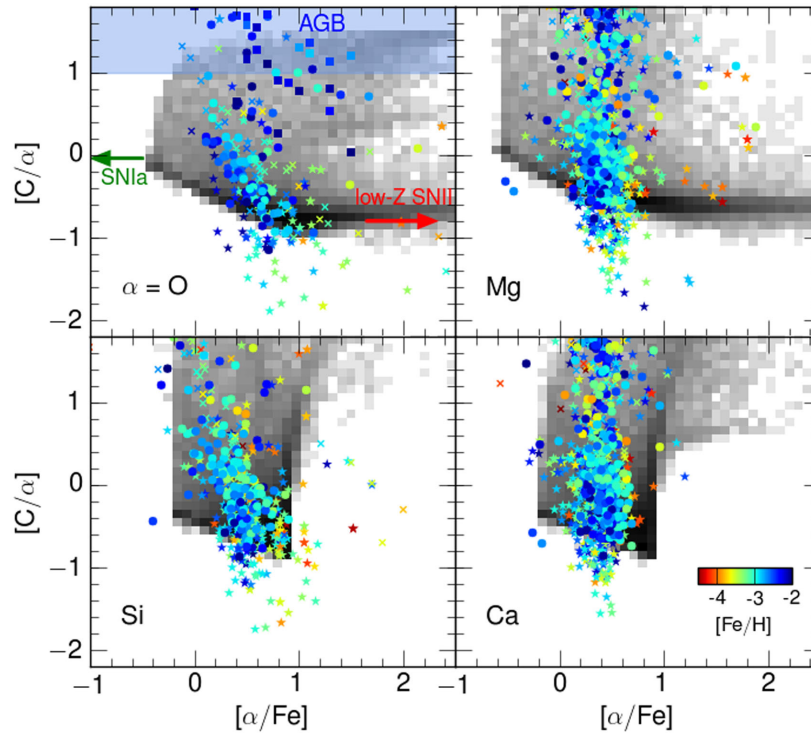 AGB
1
[C/α]
0
SNIa
low-Z SNII
−1
α = O
Mg
−2
1
[C/α]
0
−1
Si
Ca
−4 −3 −2
[Fe/H]
−2
−1 0 1 2 −1 0 1 2
[α/Fe] [α/Fe]